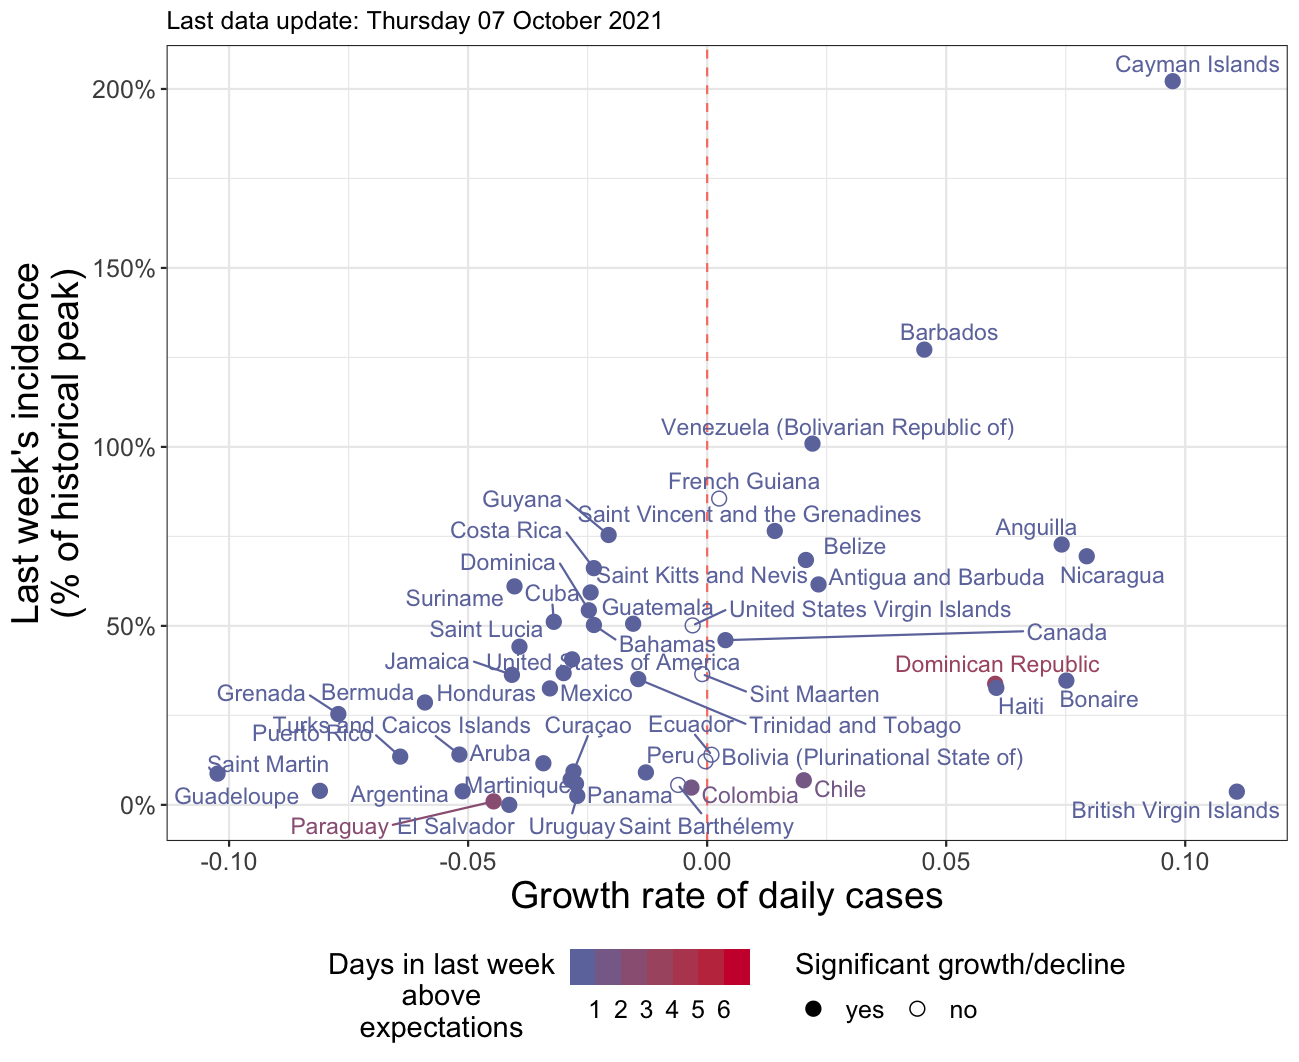 Last data update: Thursday 07 October 2021
Last week's incidence
(% of historical peak)
200%
150%
100%
50%
0%
Cayman Islands
Barbados
Venezuela (Bolivarian Republic of)
French Guiana
Guyana
Saint Vincent and the Grenadines
Costa Rica
Anguilla
Belize
Dominica
Saint Kitts and Nevis
Antigua and Barbuda
Nicaragua
Suriname
Cuba
Guatemala
United States Virgin Islands
Saint Lucia
Bahamas
Canada
Jamaica
United States of America
Dominican Republic
Grenada
Bermuda
Honduras
Mexico
Sint Maarten
Haiti
Bonaire
Turks and Caicos Islands
Puerto Rico
Curaçao
Ecuador
Trinidad and Tobago
Saint Martin
Aruba
Peru
Bolivia (Plurinational State of)
Guadeloupe
Argentina
Martinique
Panama
Colombia
Chile
British Virgin Islands
Paraguay
El Salvador
Uruguay
Saint Barthélemy
-0.10
-0.05
0.00
0.05
0.10
Growth rate of daily cases
Days in last week
above
expectations
1 2 3 4 5 6
Significant growth/decline
yes
no